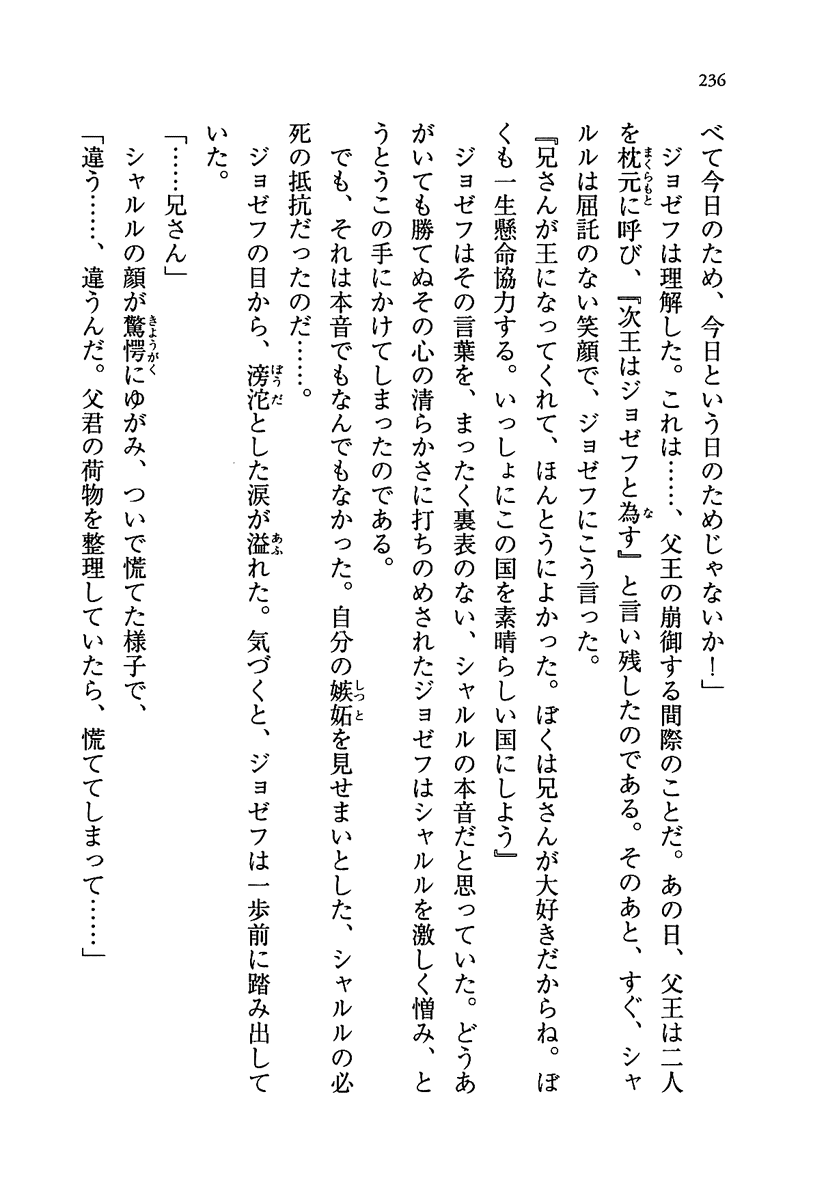 236
べて今日のため、今日という日のためじゃないか！」
　ジョゼフは理解した。これは……、父王の崩御する間際のことだ。あの日、父王は二人
を枕元に呼び、『次王はジョゼフと為す』と言い残したのである。そのあと、すぐ、シャ
ルルは屈託のない笑顔で、ジョゼフにこう言った。
『兄さんが王になってくれて、ほんとうによかった。ぼくは兄さんが大好きだからね。ぼ
くも一生懸命協力する。いっしょにこの国を素晴らしい国にしよう』
　ジョゼフはその言葉を、まったく裏表のない、シャルルの本音だと思っていた。どうあ
がいても勝てぬその心の清らかさに打ちのめされたジョゼフはシャルルを激しく憎み、と
うとうこの手にかけてしまったのである。
　でも、それは本音でもなんでもなかった。自分の嫉妬を見せまいとした、シャルルの必
死の抵抗だったのだ……。
　ジョゼフの目から、滂沱とした涙が溢れた。気づくと、ジョゼフは一歩前に踏み出して
いた。
「……兄さん」
　シャルルの顔が驚愕にゆがみ、ついで慌てた様子で、
「違う……、違うんだ。父君の荷物を整理していたら、慌ててしまって……」